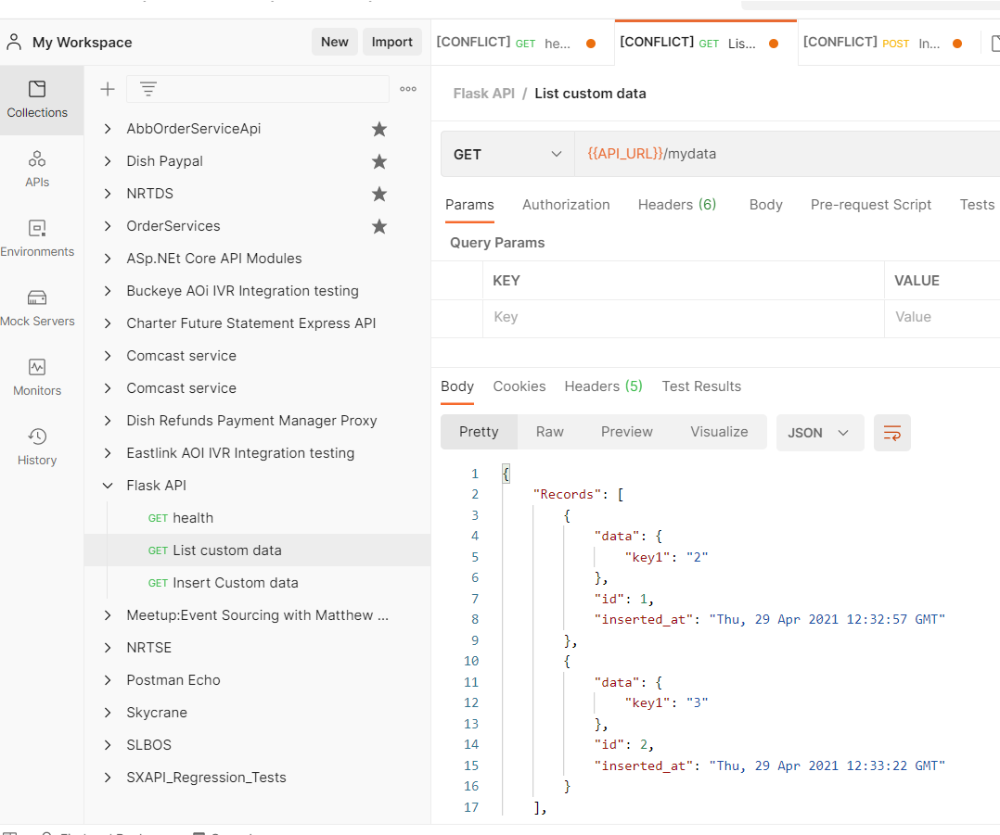 My Workspace
New
Import
[CONFLICT] GET he...
[CONFLICT] GET Lis...
[CONFLICT] POST In...
Collections
APIs
Environments
Mock Servers
Monitors
History
AbbOrderServiceApi
Dish Paypal
NRTDS
OrderServices
ASp.NEt Core API Modules
Buckeye AOi IVR Integration testing
Charter Future Statement Express API
Comcast service
Comcast service
Dish Refunds Payment Manager Proxy
Eastlink AOI IVR Integration testing
Flask API
GET health
GET List custom data
GET Insert Custom data
Meetup:Event Sourcing with Matthew ...
NRTSE
Postman Echo
Skycrane
SLBOS
SXAPI_Regression_Tests
Flask API / List custom data
GET
{{API_URL}}/mydata
Params Authorization Headers (6) Body Pre-request Script Tests
Query Params
KEY VALUE
Key Value
Body Cookies Headers (5) Test Results
Pretty Raw Preview Visualize JSON
1 {
2 "Records": [
3 {
4 "data": {
5 "key1": "2"
6 },
7 "id": 1,
8 "inserted_at": "Thu, 29 Apr 2021 12:32:57 GMT"
9 },
10 {
11 "data": {
12 "key1": "3"
13 },
14 "id": 2,
15 "inserted_at": "Thu, 29 Apr 2021 12:33:22 GMT"
16 }
17 ],